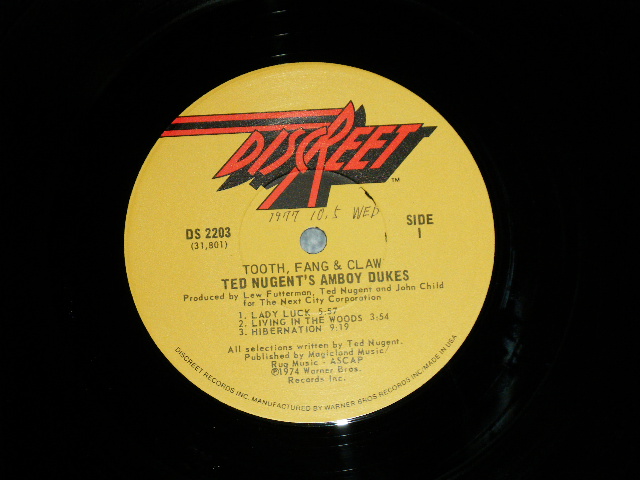 DISCREET
TM
1977 10.5 WED
DS 2203
(31,801)
SIDE
1
TOOTH, FANG & CLAW
TED NUGENT'S AMBOY DUKES
Produced by Lew Futterman, Ted Nugent and John Child
for The Next City Corporation
1. LADY LUCK 5:57
2. LIVING IN THE WOODS 3:54
3. HIBERNATION 9:19
All selections written by Ted Nugent.
Published by Magicland Music/
Rug Music - ASCAP
℗1974 Warner Bros.
Records Inc.
DISCREET RECORDS INC. MANUFACTURED BY WARNER BROS RECORDS INC. MADE IN USA